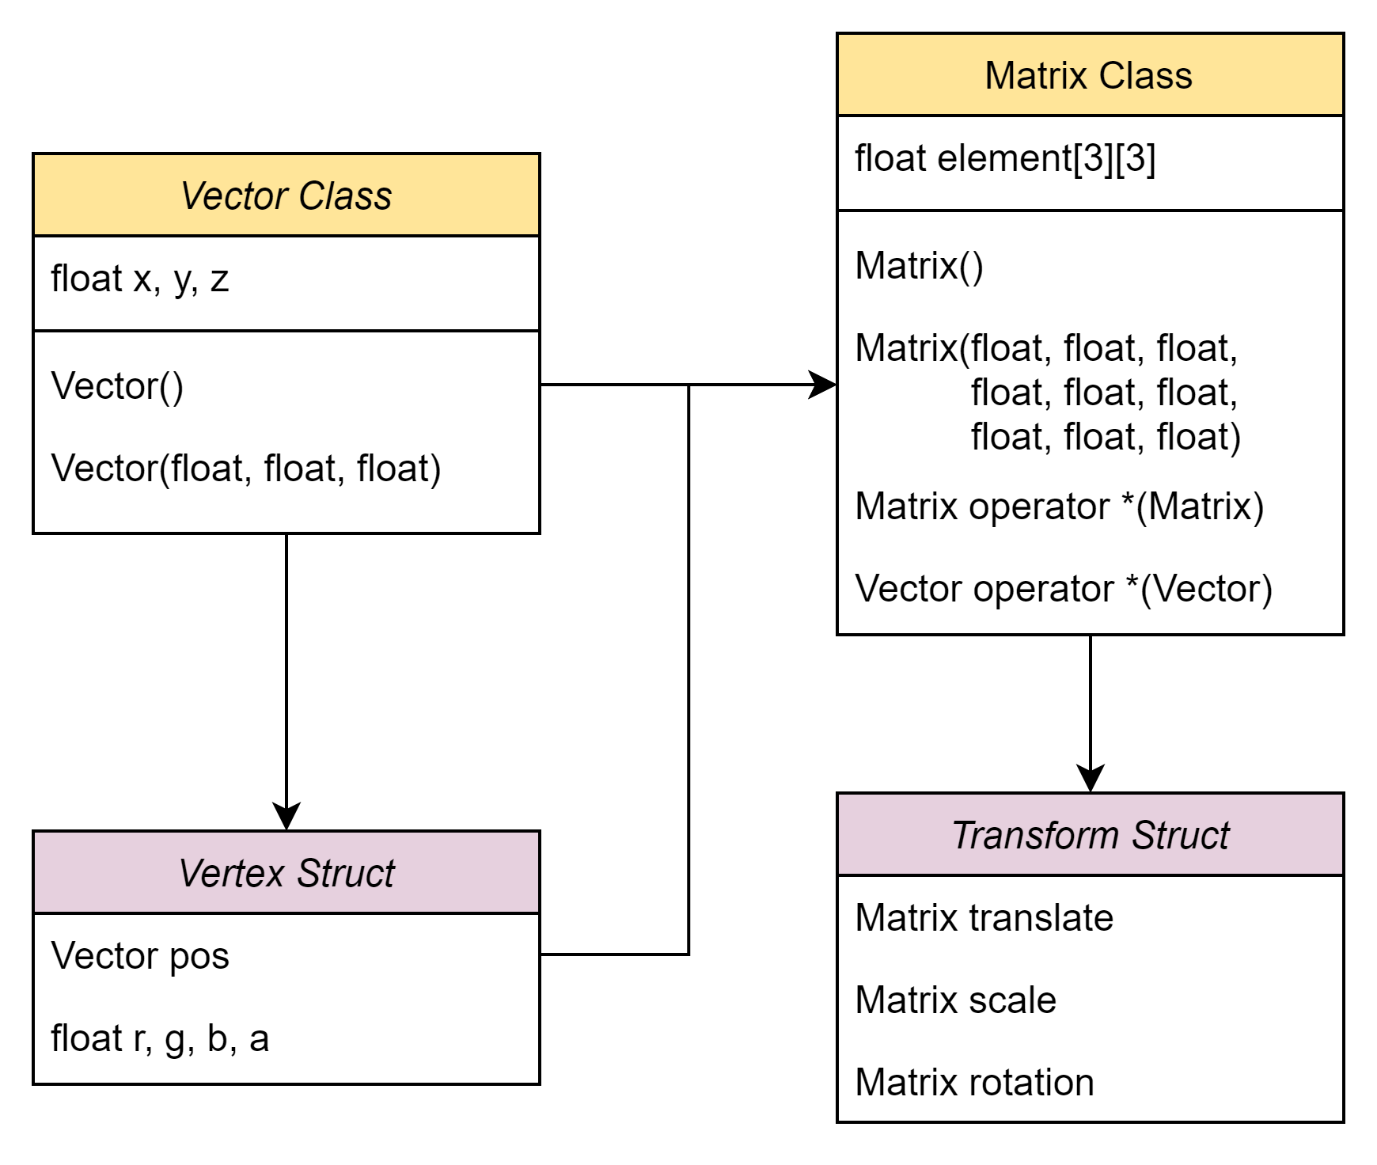 Vector Class
float x, y, z
Vector()
Vector(float, float, float)
Vertex Struct
Vector pos
float r, g, b, a
Matrix Class
float element[3][3]
Matrix()
Matrix(float, float, float,
float, float, float,
float, float, float)
Matrix operator *(Matrix)
Vector operator *(Vector)
Transform Struct
Matrix translate
Matrix scale
Matrix rotation